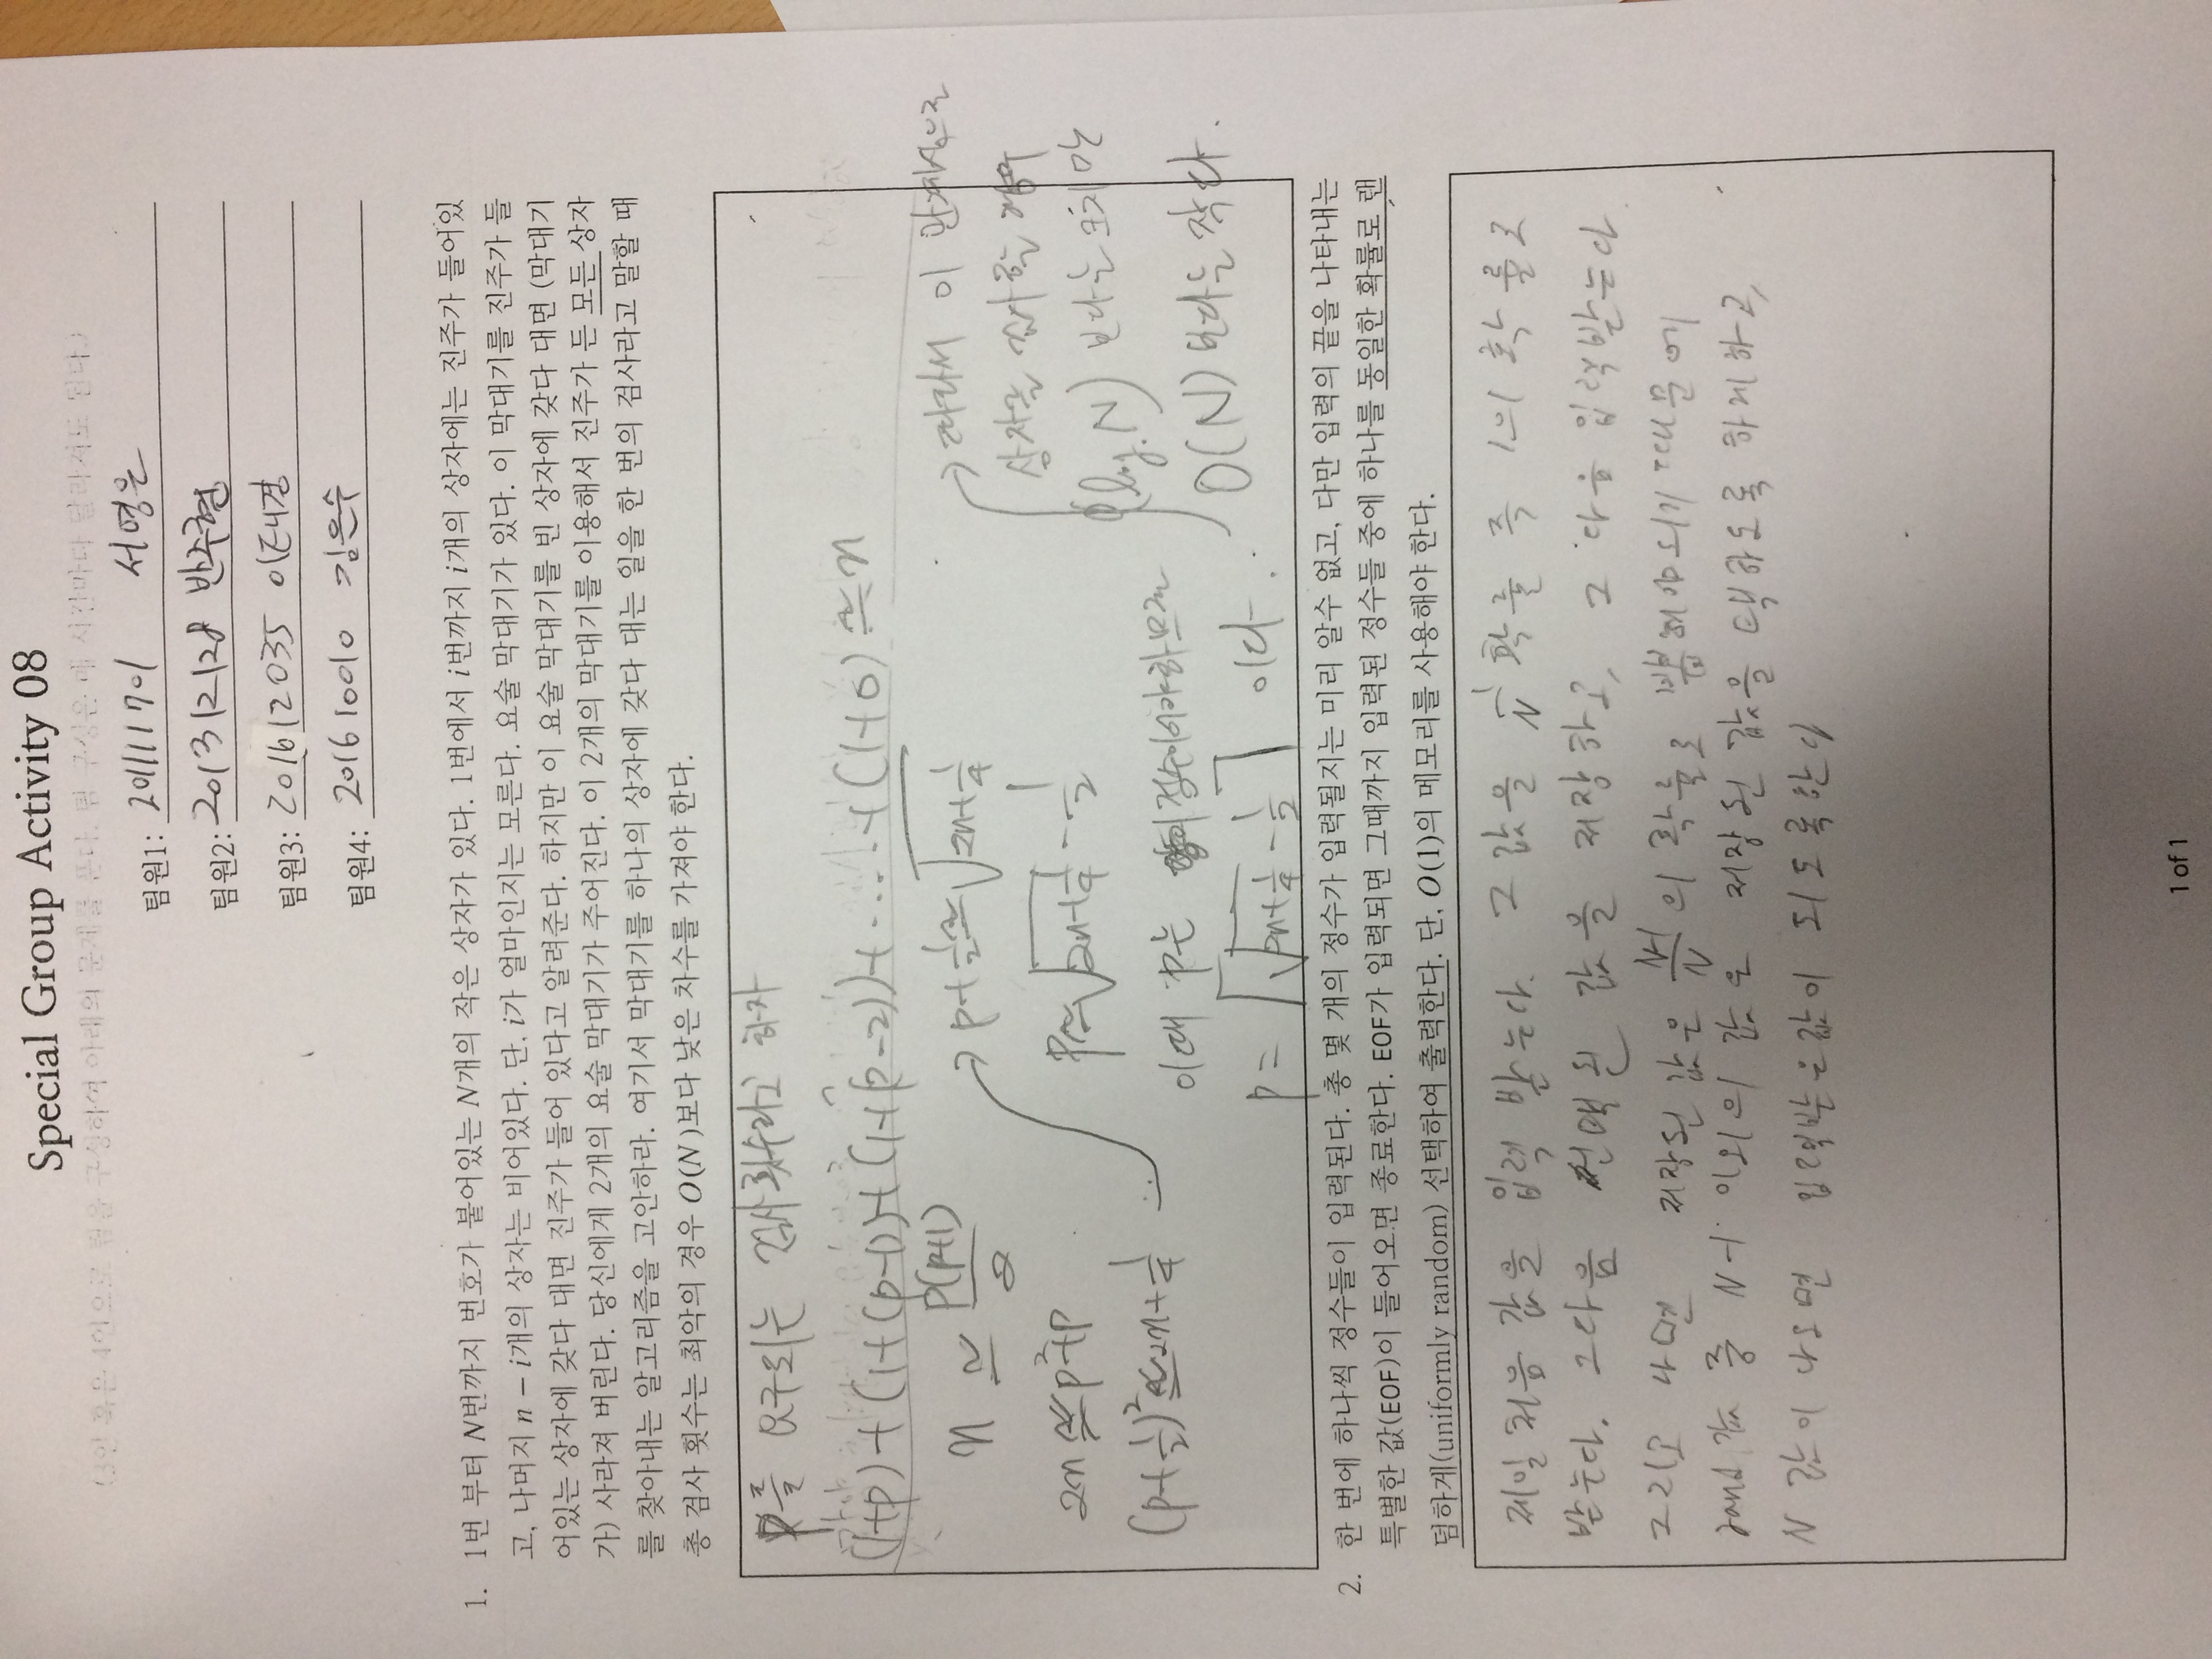 Special Group Activity 08
(3인 혹은 4인으로 팀을 구성하여 아래의 문제를 푼다. 팀 구성은 매 시간마다 달라져도 된다.)
팀원1: 20111701 서영은
팀원2: 201312128 반주현
팀원3: 201612035 이태경
팀원4: 201610010 김은수
1. 1번 부터 N번까지 번호가 붙어있는 N개의 작은 상자가 있다. 1번에서 i번까지 i개의 상자에는 진주가 들어있
고, 나머지 n – i개의 상자는 비어있다. 단, i가 얼마인지는 모른다. 요술 막대기가 있다. 이 막대기를 진주가 들
어있는 상자에 갖다 대면 진주가 들어 있다고 알려준다. 하지만 이 요술 막대기를 빈 상자에 갖다 대면 (막대기
가) 사라져 버린다. 당신에게 2개의 요술 막대기가 주어진다. 이 2개의 막대기를 이용해서 진주가 든 모든 상자
를 찾아내는 알고리즘을 고안하라. 여기서 막대기를 하나의 상자에 갖다 대는 일을 한 번의 검사라고 말할 때
총 검사 횟수는 최악의 경우 O(N)보다 낮은 차수를 가져야 한다.
p를 요구되는 검사횟수라고 하자
(1+p) + (1+(p-1)) + (1+(p-2)) + ..... + (1+0) ≃ n
n ≃ p(p+1)/2
2n ≃ p²+p
(p+1/2)² ≃ 2n+1/4
→ p+1/2 ≃ √(2n+1/4)
p ≃ √(2n+1/4) - 1/2
이때 p는 정수이어야하므로
p = ⌈√(2n+1/4) - 1/2⌉ 이다.
→ 따라서 이 관계식으로
상자를 검사할 경우
(log N) 보다는 크지만
O(N) 보다는 작다.
2. 한 번에 하나씩 정수들이 입력된다. 총 몇 개의 정수가 입력될지는 미리 알수 없고, 다만 입력의 끝을 나타내는
특별한 값(EOF)이 들어오면 종료한다. EOF가 입력되면 그때까지 입력된 정수들 중에 하나를 동일한 확률로 랜
덤하게(uniformly random) 선택하여 출력한다. 단, O(1)의 메모리를 사용해야 한다.
제일 처음 값을 입력 받는다. 그 값을 1/N 확률 즉 1의 확률로
받는다. 그다음 선택된 값을 저장하고, 그 다음 입력받는다
그리고 나면 저장된 값은 N-1/N 의 확률로 뽑혀야되기 때문에
rand 값 중 N-1 이외의 값은 저장된 값을 택하도록 하게하고,
N 값이 나오면 입력받은값이 되도록한다
1 of 1